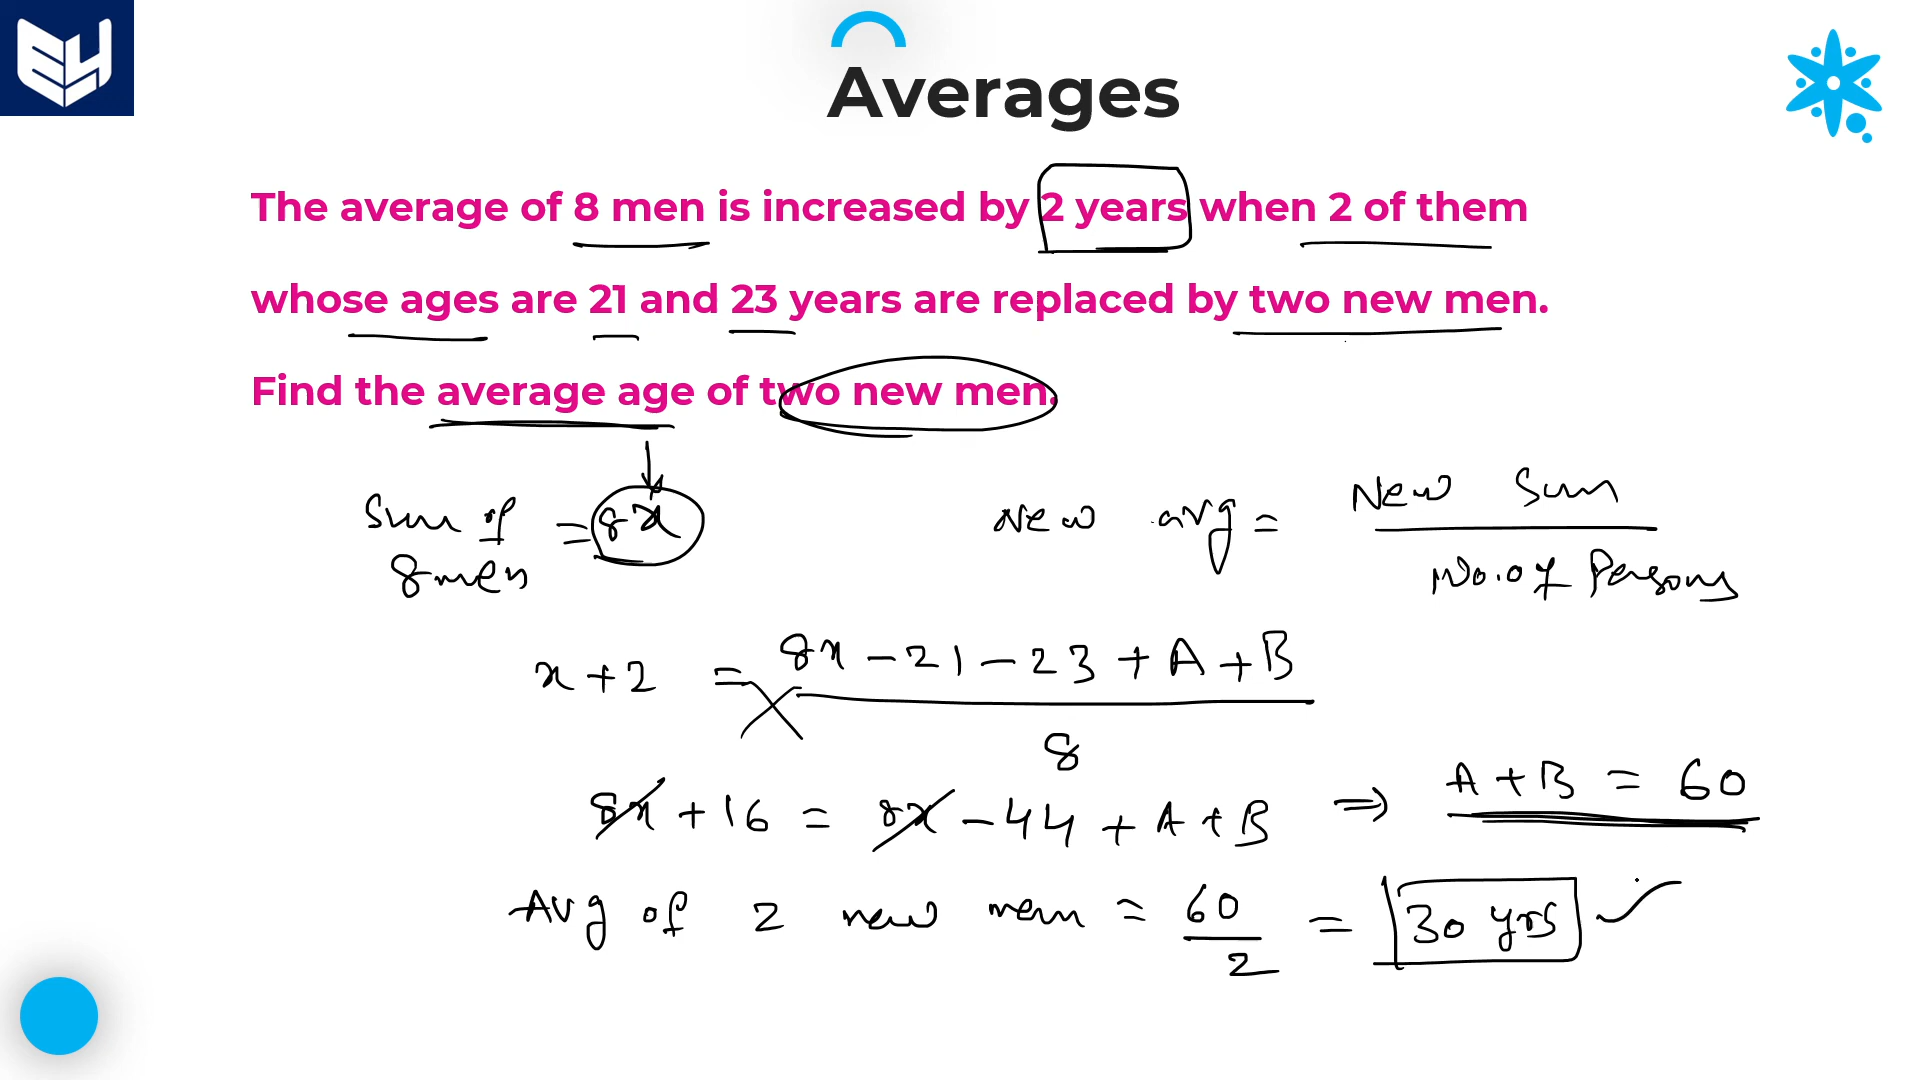 Averages
The average of 8 men is increased by 2 years when 2 of them
whose ages are 21 and 23 years are replaced by two new men.
Find the average age of two new men.
Sum of 8 men = 8x
New avg = New Sum / No. of Persons
x + 2 = 8x - 21 - 23 + A + B / 8
8x + 16 = 8x - 44 + A + B ⇒ A + B = 60
Avg of 2 new men = 60 / 2 = 30 yrs